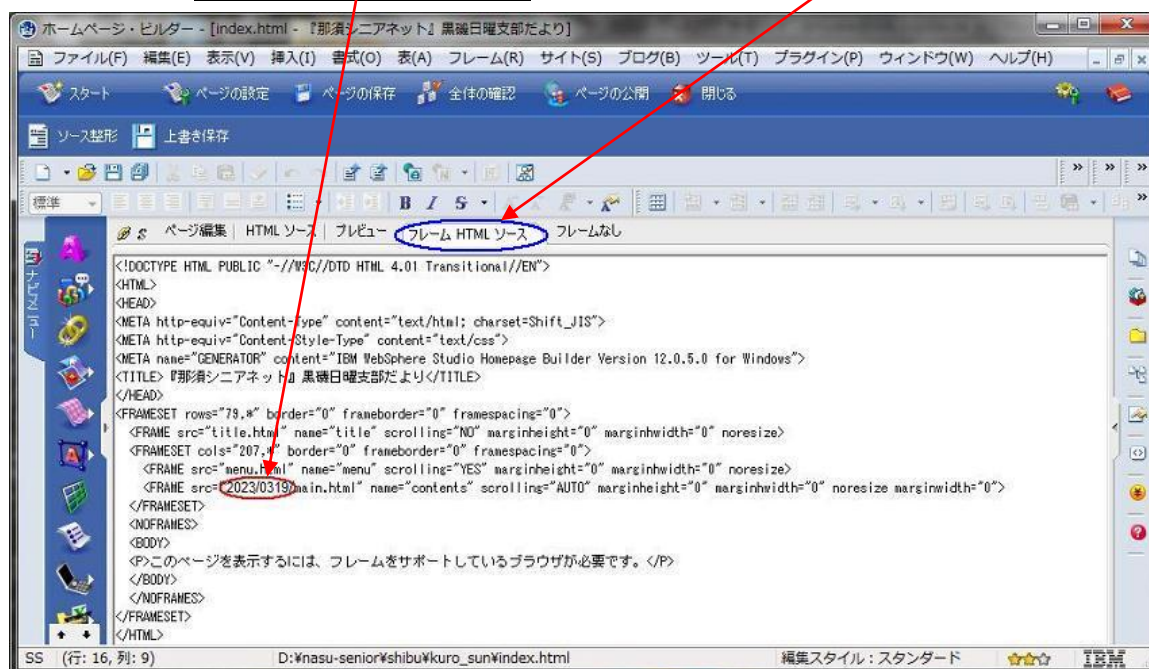 ホームページ・ビルダー - [index.html - 『那須シニアネット』黒磯日曜支部だより]
ファイル(F) 編集(E) 表示(V) 挿入(I) 書式(O) 表(A) フレーム(R) サイト(S) ブログ(B) ツール(T) プラグイン(P) ウィンドウ(W) ヘルプ(H)
スタート ページの設定 ページの保存 全体の確認 ページの公開 閉じる
ソース整形 上書き保存
標準 B I S
ページ編集 HTML ソース プレビュー フレーム HTML ソース フレームなし
ナビメニュー
<!DOCTYPE HTML PUBLIC "-//W3C//DTD HTML 4.01 Transitional//EN">
<HTML>
<HEAD>
<META http-equiv="Content-Type" content="text/html; charset=Shift_JIS">
<META http-equiv="Content-Style-Type" content="text/css">
<META name="GENERATOR" content="IBM WebSphere Studio Homepage Builder Version 12.0.5.0 for Windows">
<TITLE>『那須シニアネット』黒磯日曜支部だより</TITLE>
</HEAD>
<FRAMESET rows="79,*" border="0" frameborder="0" framespacing="0">
<FRAME src="title.html" name="title" scrolling="NO" marginheight="0" marginhwidth="0" noresize>
<FRAMESET cols="207,*" border="0" frameborder="0" framespacing="0">
<FRAME src="menu.html" name="menu" scrolling="YES" marginheight="0" marginhwidth="0" noresize>
<FRAME src="2023/0319/main.html" name="contents" scrolling="AUTO" marginheight="0" marginhwidth="0" noresize marginwidth="0">
</FRAMESET>
<NOFRAMES>
<BODY>
<P>このページを表示するには、フレームをサポートしているブラウザが必要です。</P>
</BODY>
</NOFRAMES>
</FRAMESET>
</HTML>
SS (行: 16, 列: 9) D:¥nasu-senior¥shibu¥kuro_sun¥index.html 編集スタイル : スタンダード IBM